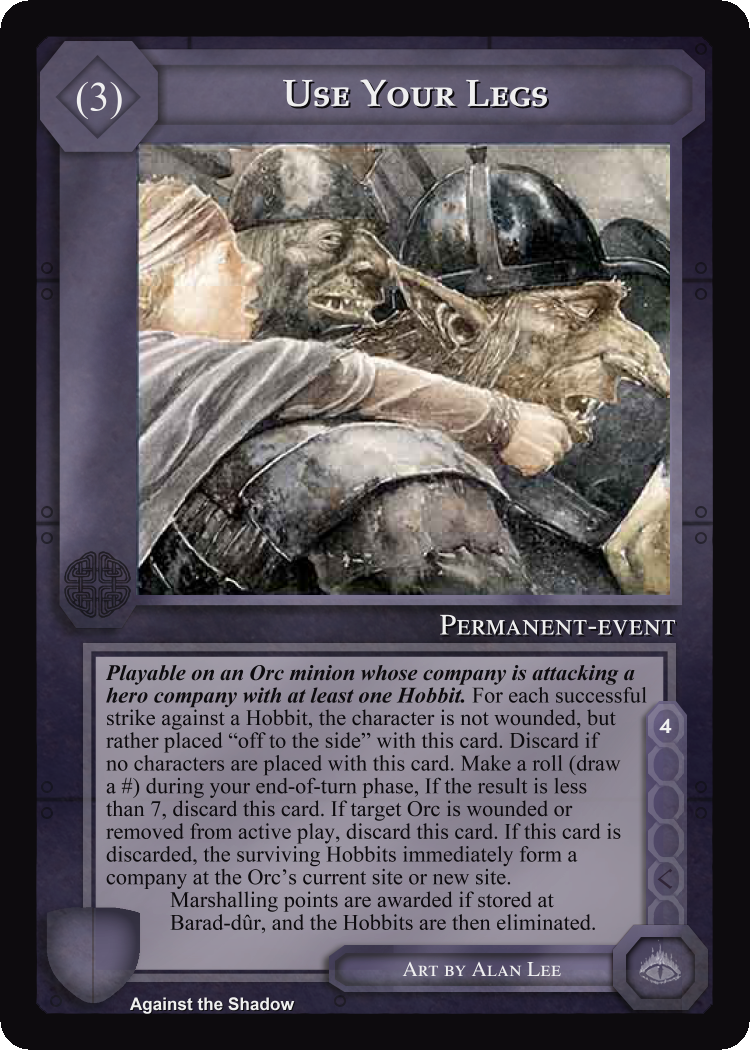 (3)
Use Your Legs
Permanent-event
Playable on an Orc minion whose company is attacking a
hero company with at least one Hobbit. For each successful
strike against a Hobbit, the character is not wounded, but
rather placed “off to the side” with this card. Discard if
no characters are placed with this card. Make a roll (draw
a #) during your end-of-turn phase, If the result is less
than 7, discard this card. If target Orc is wounded or
removed from active play, discard this card. If this card is
discarded, the surviving Hobbits immediately form a
company at the Orc’s current site or new site.
Marshalling points are awarded if stored at
Barad-dûr, and the Hobbits are then eliminated.
4
Art by Alan Lee
Against the Shadow